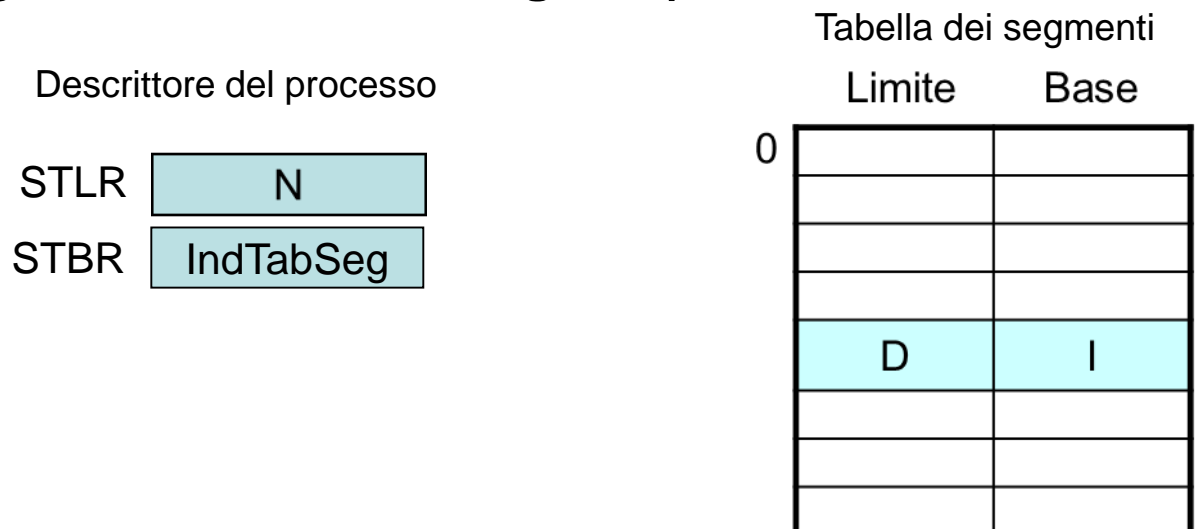 Tabella dei segmenti
Descrittore del processo
Limite Base
0
STLR N
STBR IndTabSeg
D I